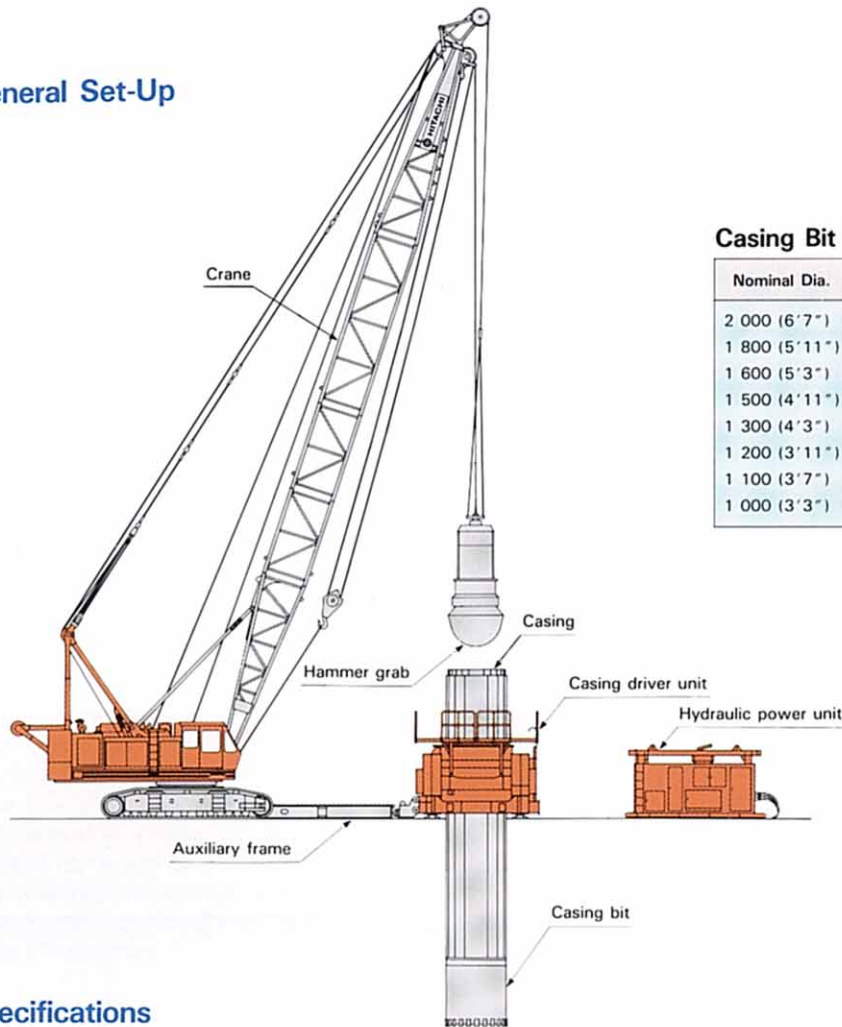 eneral Set-Up
HITACHI
Crane
Casing Bit
Nominal Dia.
2 000 (6'7")
1 800 (5'11")
1 600 (5'3")
1 500 (4'11")
1 300 (4'3")
1 200 (3'11")
1 100 (3'7")
1 000 (3'3")
Casing
Hammer grab
Casing driver unit
Hydraulic power unit
Auxiliary frame
Casing bit
ecifications